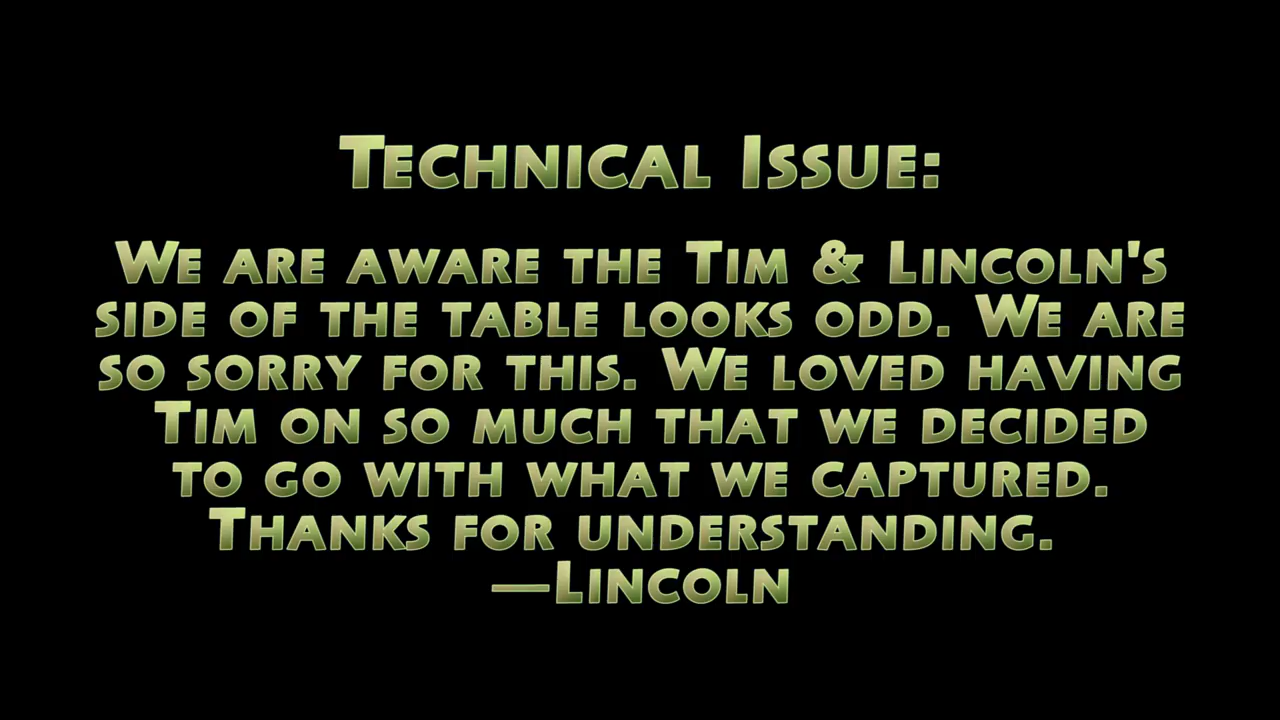 Technical Issue:
We are aware the Tim & Lincoln's
side of the table looks odd. We are
so sorry for this. We loved having
Tim on so much that we decided
to go with what we captured.
Thanks for understanding.
—Lincoln